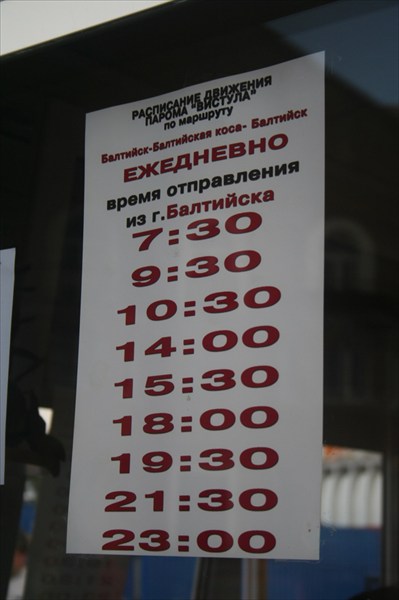 РАСПИСАНИЕ ДВИЖЕНИЯ
ПАРОМА "ВИСТУЛА"
по маршруту
Балтийск-Балтийская коса- Балтийск
ЕЖЕДНЕВНО
время отправления
из г.Балтийска
7:30
9:30
10:30
14:00
15:30
18:00
19:30
21:30
23:00